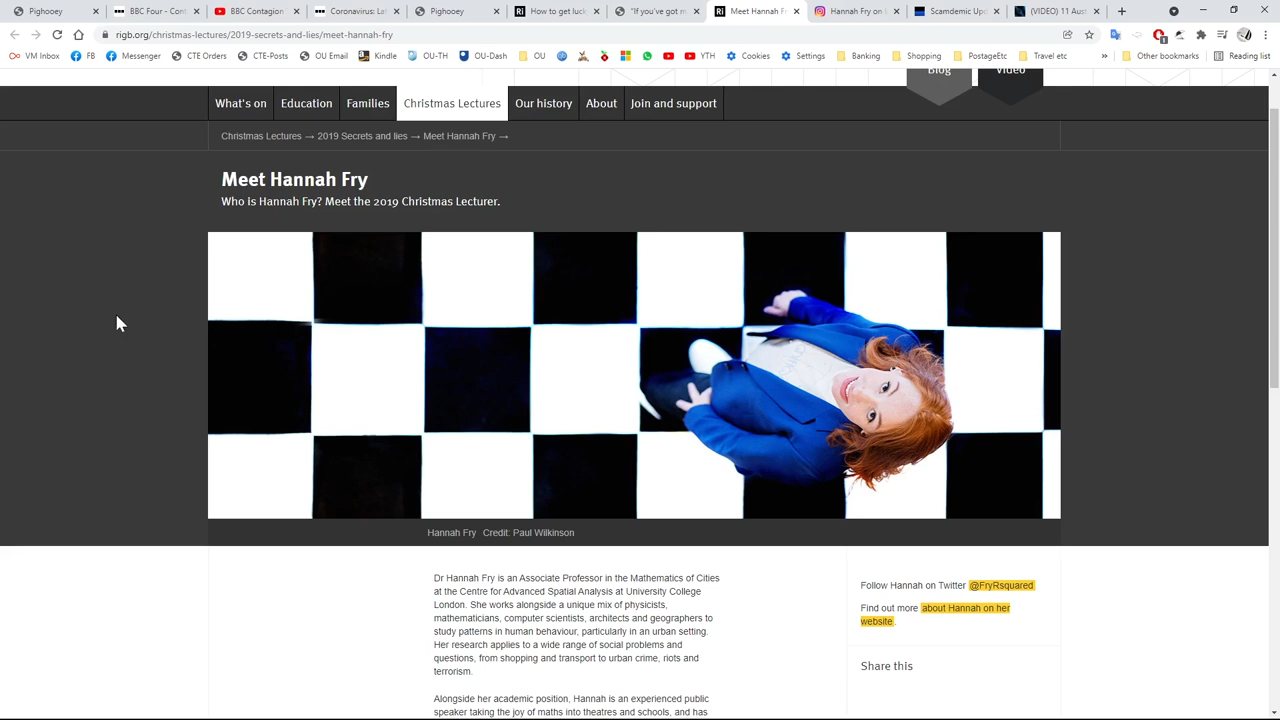 Pighooey
BBC Four - Cont
BBC Contagion
Coronavirus: Le
Pighooey
How to get luck
"If you've got m
Meet Hannah F
Hannah Fry on I
Scamdemic Up
(VIDEO) 11 Aust
rigb.org/christmas-lectures/2019-secrets-and-lies/meet-hannah-fry
VM Inbox
FB
Messenger
CTE Orders
CTE-Posts
OU Email
Kindle
OU-TH
OU-Dash
OU
YTH
Cookies
Settings
Banking
Shopping
PostageEtc
Travel etc
»
Other bookmarks
Reading list
Blog
Video
What's on
Education
Families
Christmas Lectures
Our history
About
Join and support
Christmas Lectures → 2019 Secrets and lies → Meet Hannah Fry →
Meet Hannah Fry
Who is Hannah Fry? Meet the 2019 Christmas Lecturer.
Hannah Fry Credit: Paul Wilkinson
Dr Hannah Fry is an Associate Professor in the Mathematics of Cities
at the Centre for Advanced Spatial Analysis at University College
London. She works alongside a unique mix of physicists,
mathematicians, computer scientists, architects and geographers to
study patterns in human behaviour, particularly in an urban setting.
Her research applies to a wide range of social problems and
questions, from shopping and transport to urban crime, riots and
terrorism.
Alongside her academic position, Hannah is an experienced public
speaker taking the joy of maths into theatres and schools, and has
Follow Hannah on Twitter @FryRsquared.
Find out more about Hannah on her
website.
Share this